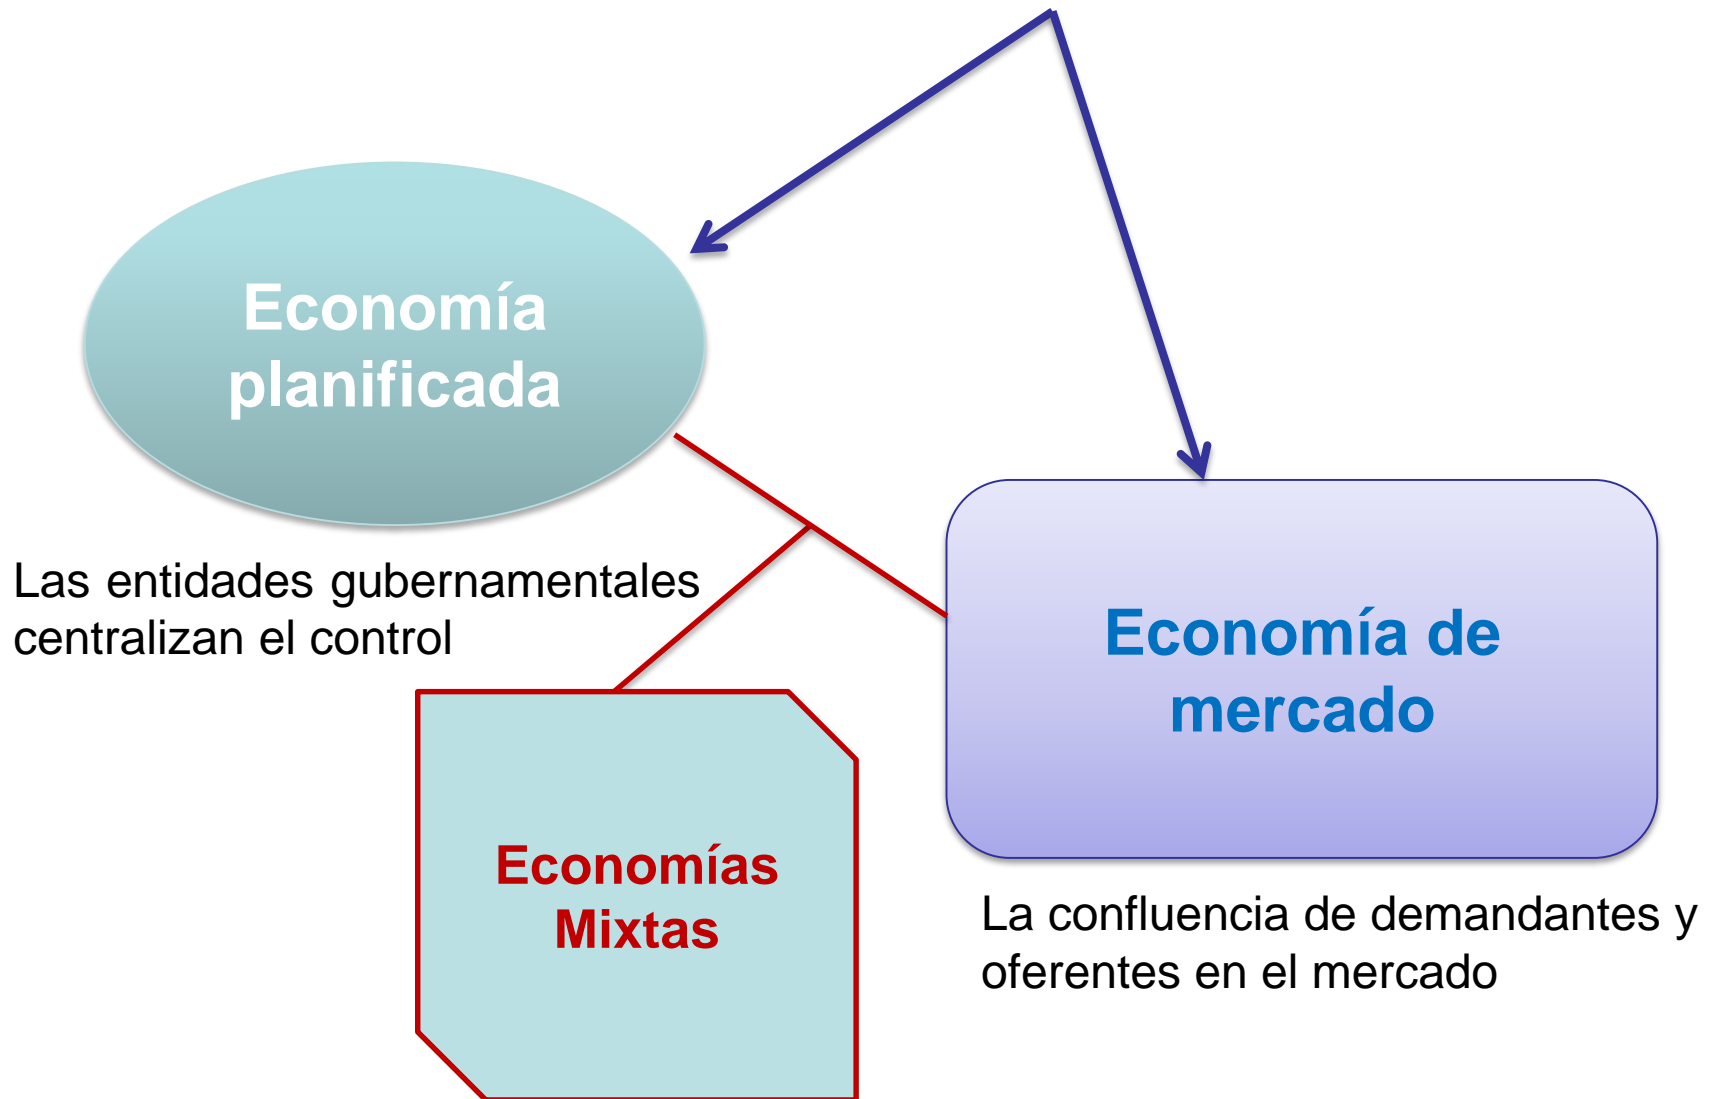 Economía
planificada
Las entidades gubernamentales
centralizan el control
Economía de
mercado
Economías
Mixtas
La confluencia de demandantes y
oferentes en el mercado